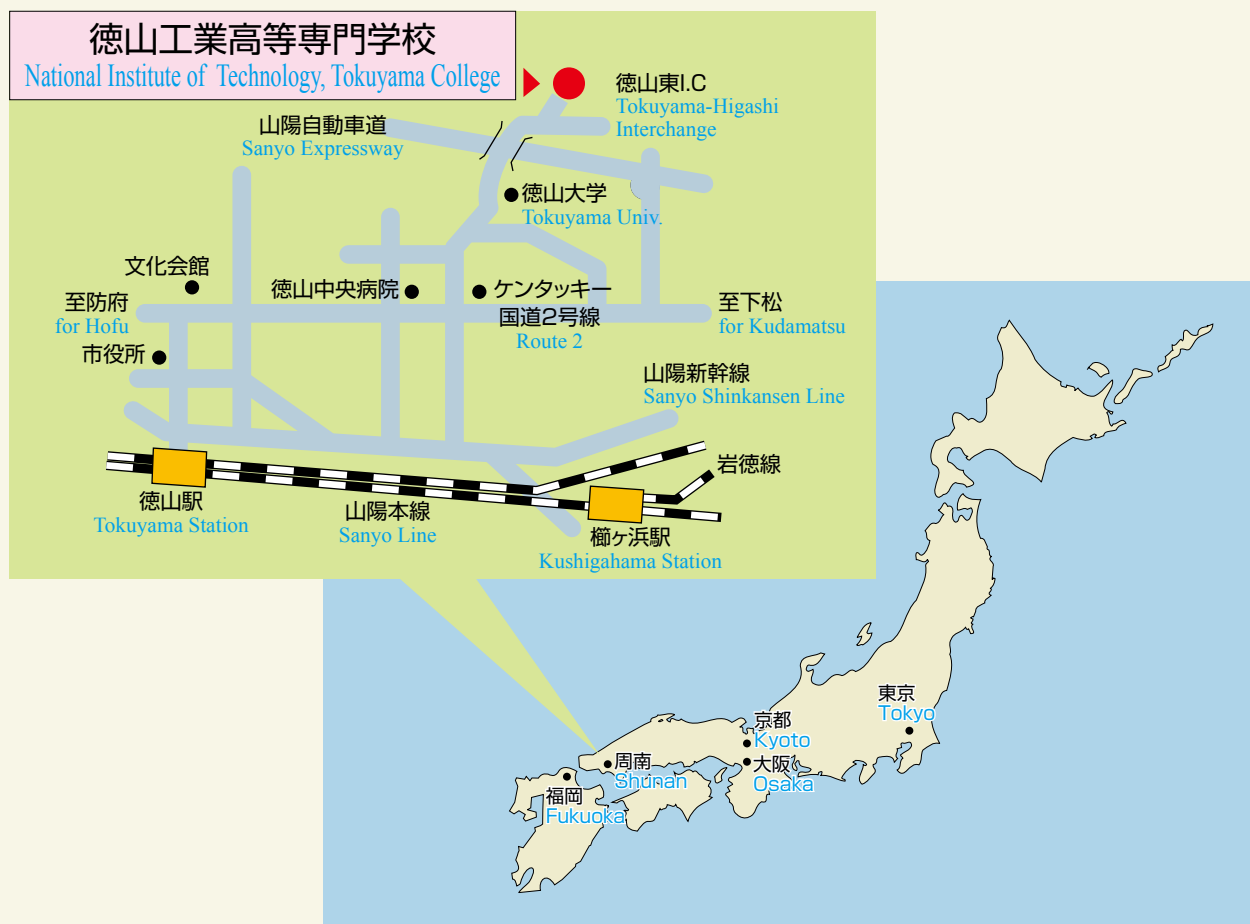 徳山工業高等専門学校
National Institute of Technology, Tokuyama College
徳山東I.C
Tokuyama-Higashi
Interchange
山陽自動車道
Sanyo Expressway
徳山大学
Tokuyama Univ.
文化会館
徳山中央病院
ケンタッキー
至防府
for Hofu
国道2号線
Route 2
至下松
for Kudamatsu
市役所
山陽新幹線
Sanyo Shinkansen Line
岩徳線
徳山駅
Tokuyama Station
山陽本線
Sanyo Line
櫛ヶ浜駅
Kushigahama Station
東京
Tokyo
京都
Kyoto
周南
Shunan
大阪
Osaka
福岡
Fukuoka